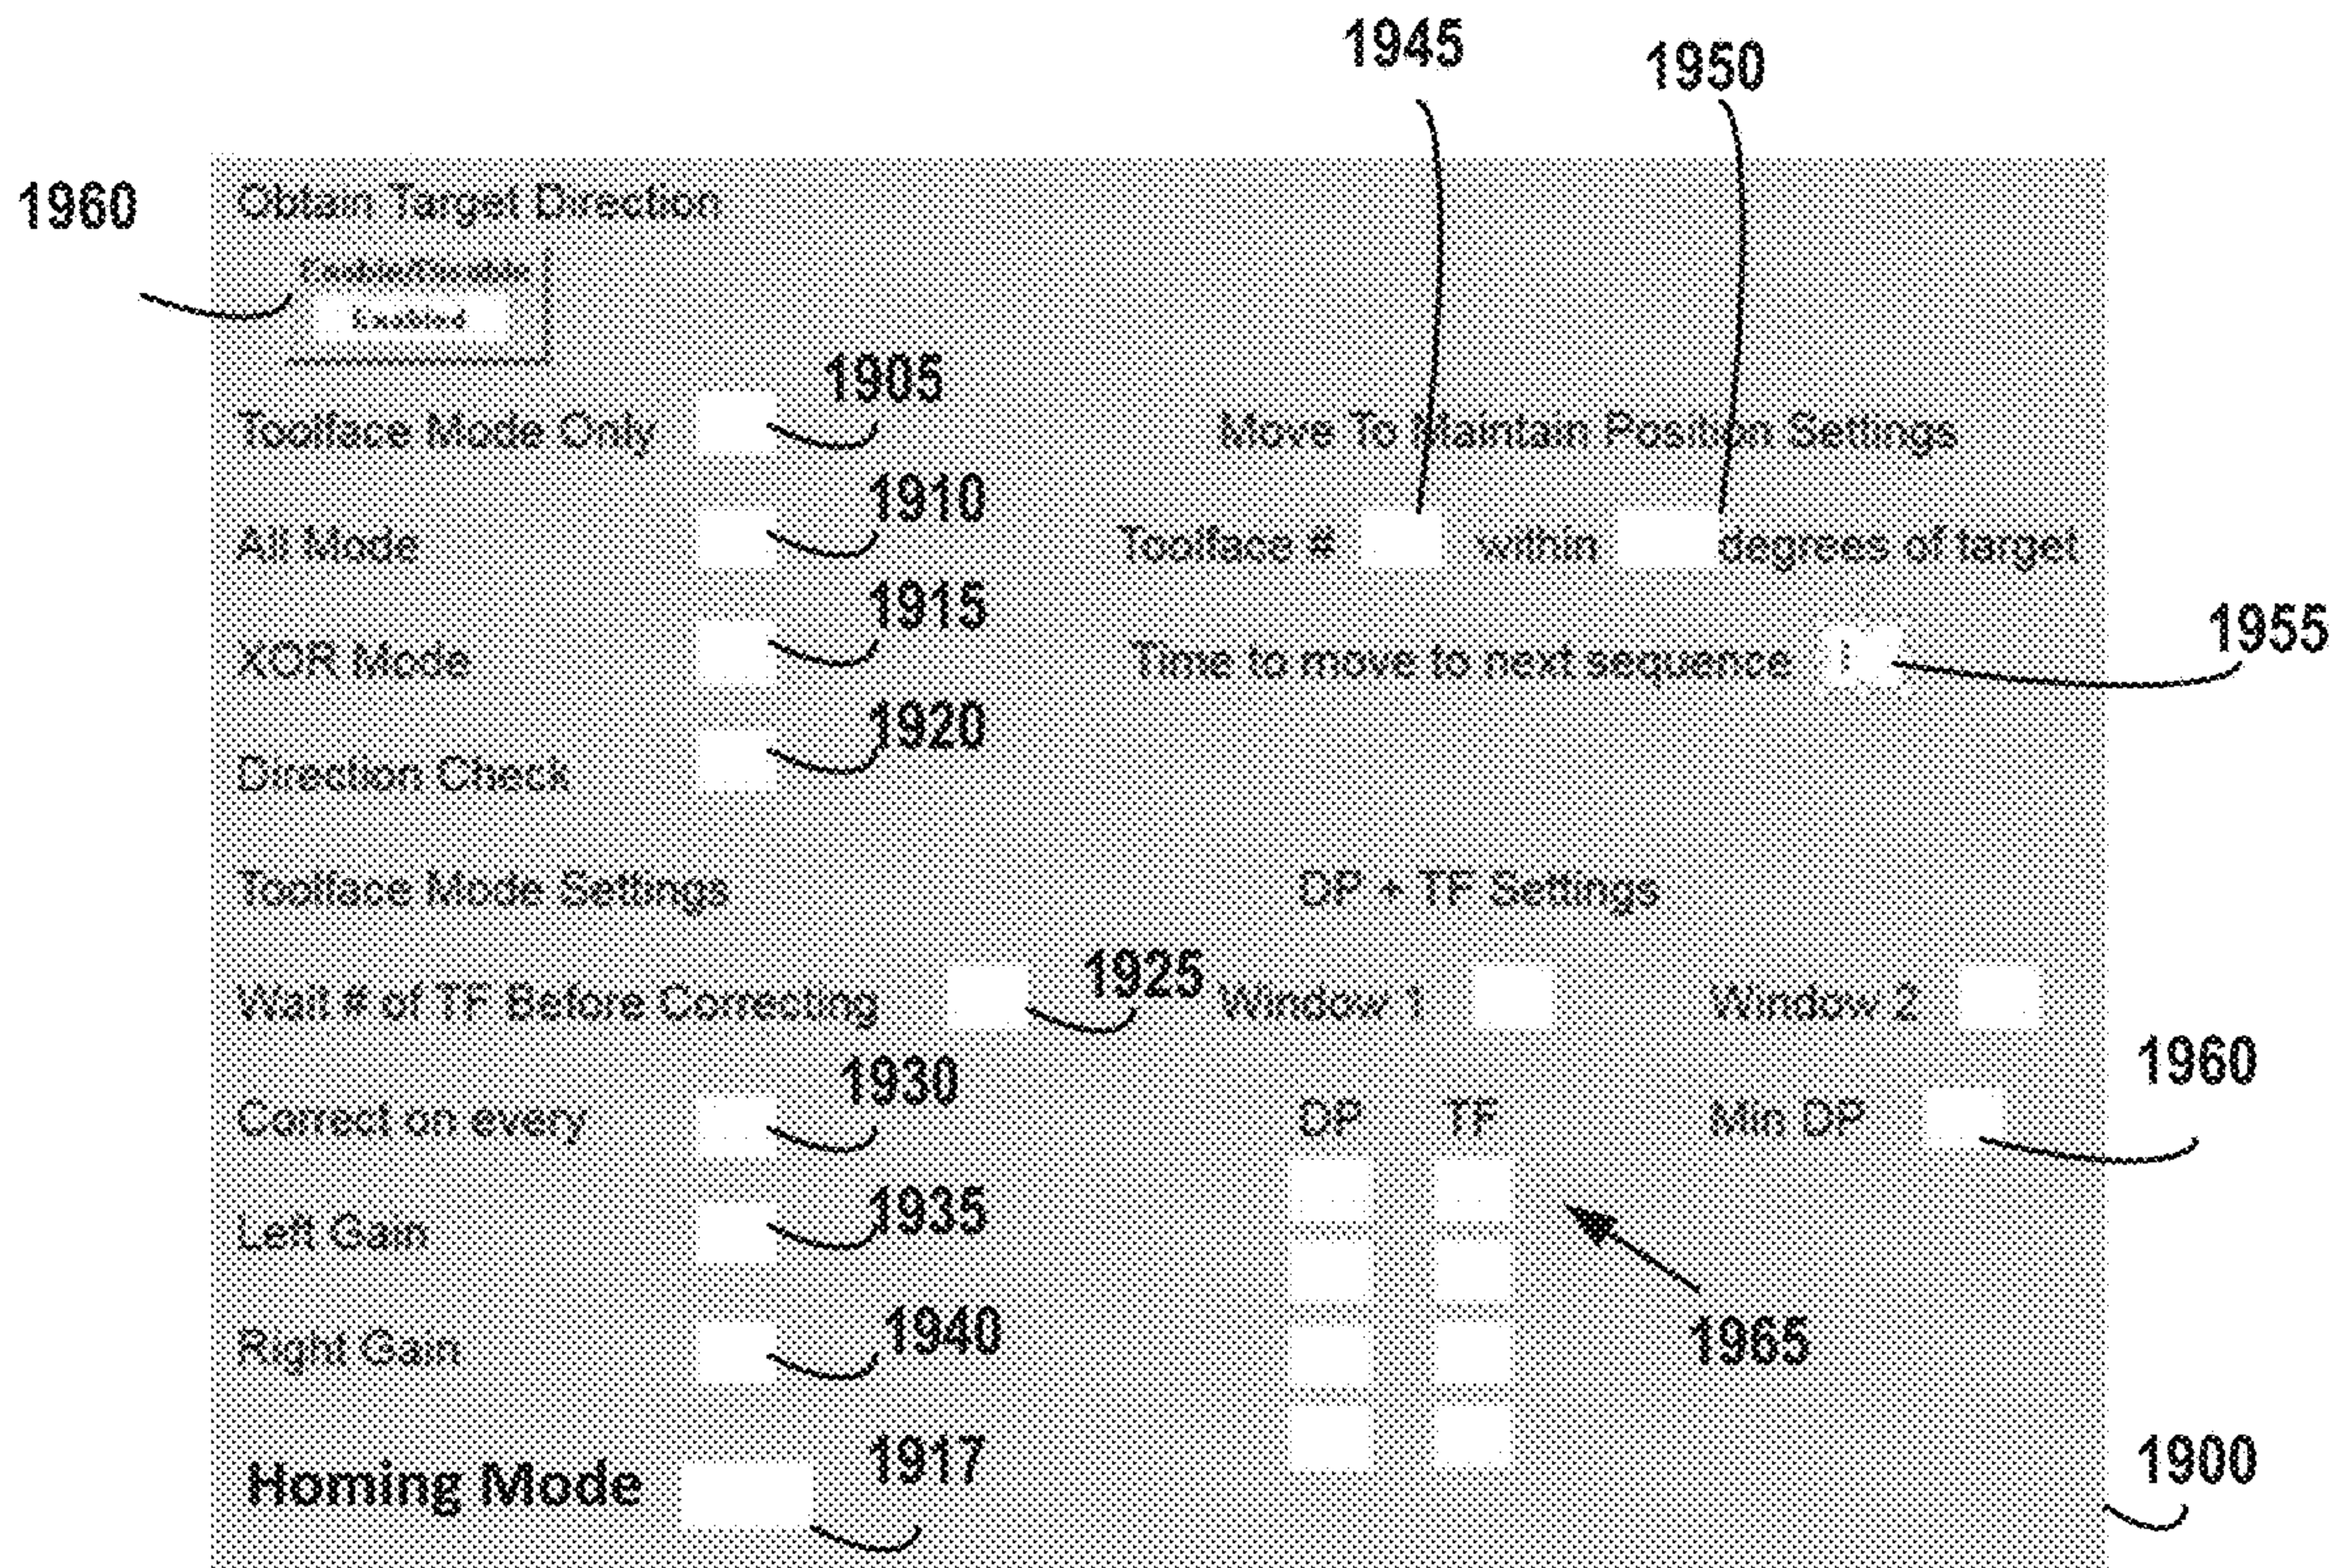 1945
1950
1960
Obtain Target Direction
Enable/Disable
Enabled
1905
Toolface Mode Only
Move To Maintain Position Settings
1910
All Mode
Toolface # within degrees of target
1915
1955
XOR Mode
Time to move to next sequence
1920
Direction Check
Toolface Mode Settings
DP + TF Settings
1925
Wait # of TF Before Correcting
Window 1
Window 2
1930
1960
Correct on every
DP TF
Min DP
1935
Left Gain
1940
1965
Right Gain
1917
1900
Homing Mode